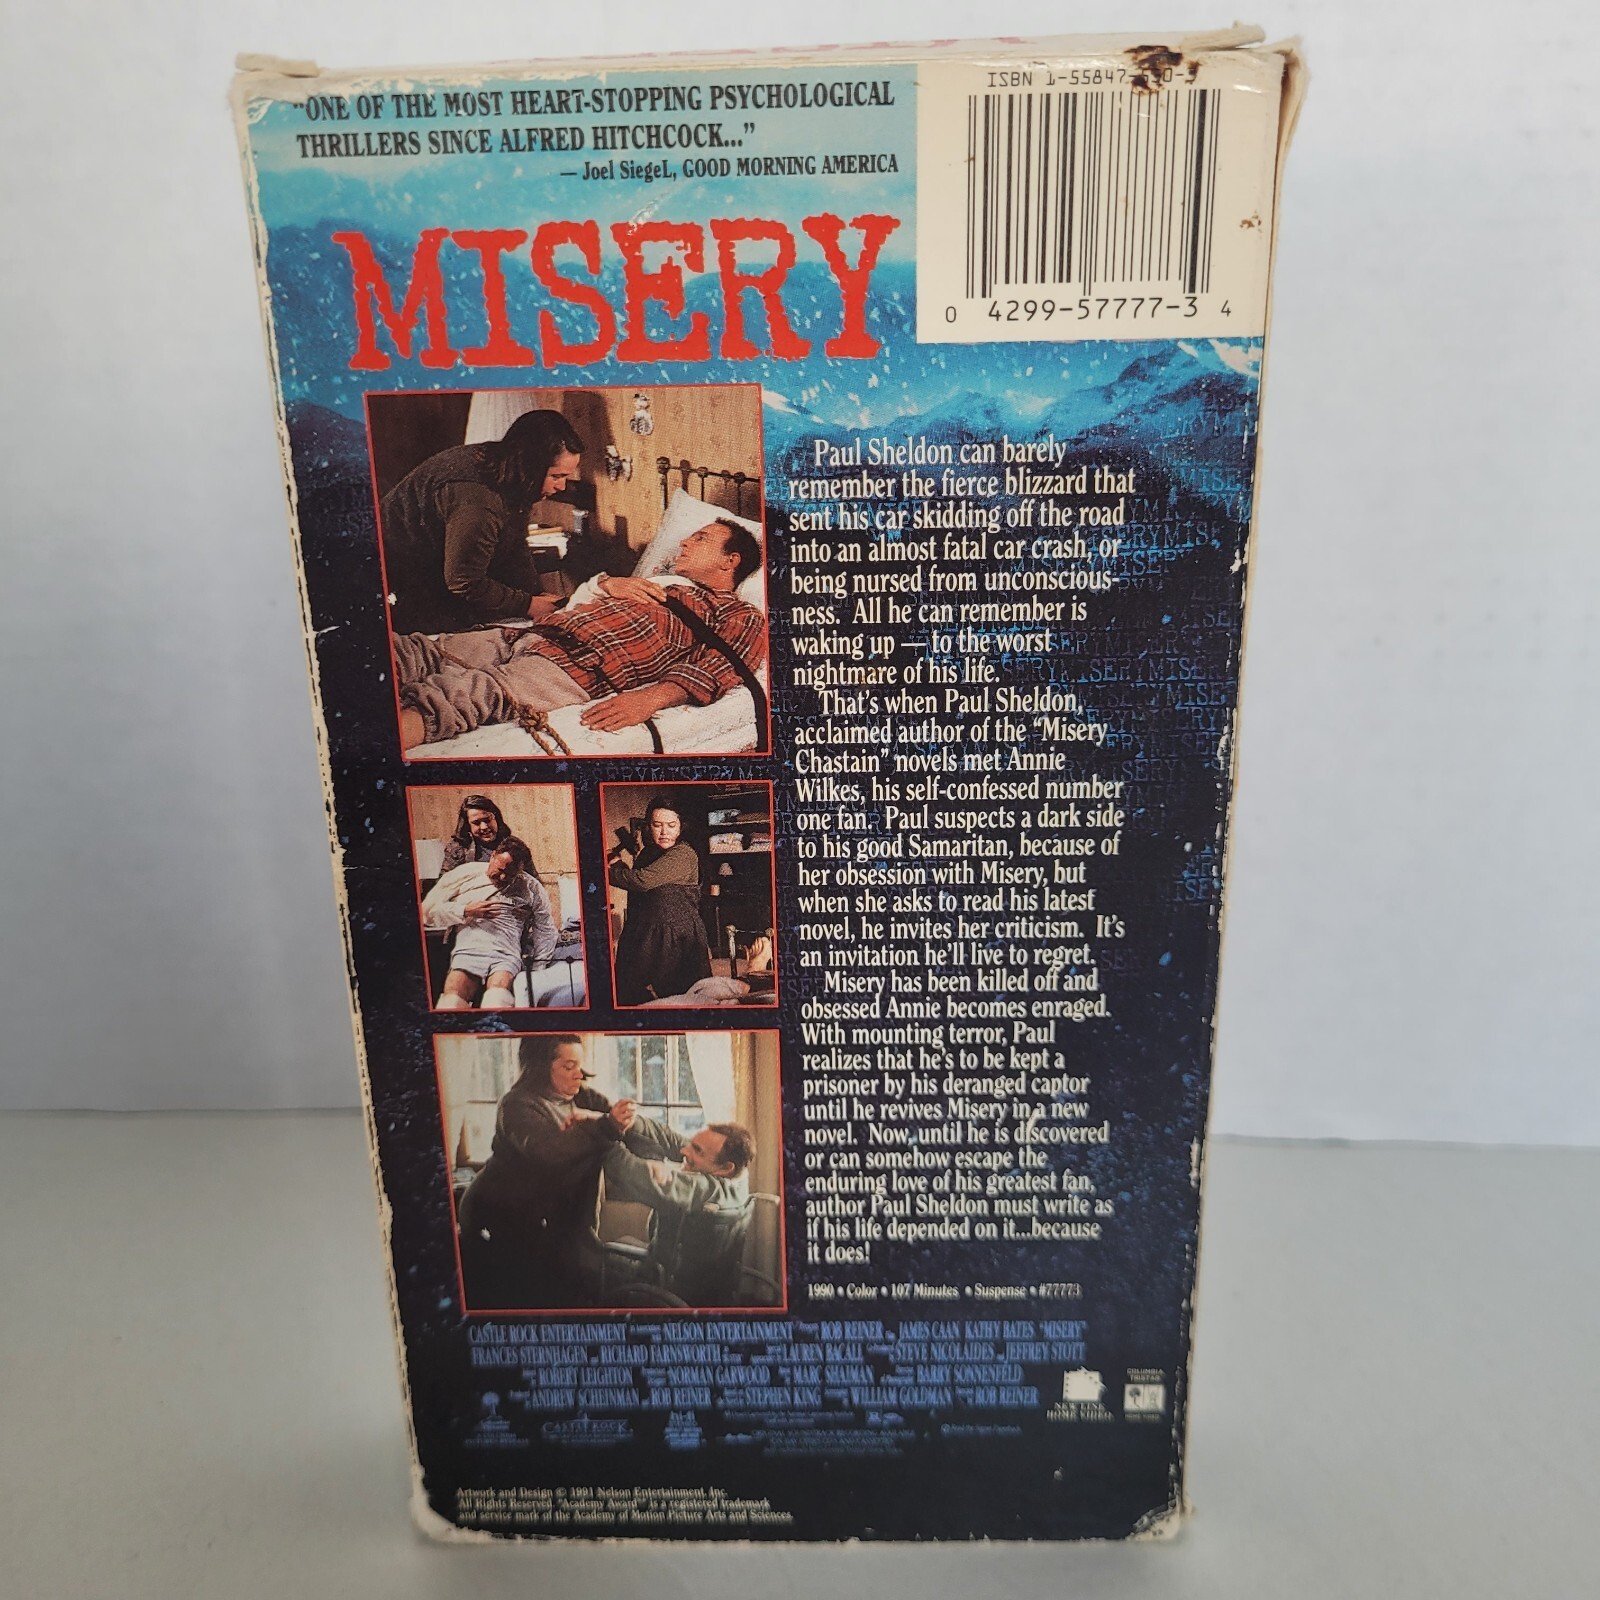 "ONE OF THE MOST HEART-STOPPING PSYCHOLOGICAL
THRILLERS SINCE ALFRED HITCHCOCK..."
— Joel Siegel, GOOD MORNING AMERICA
ISBN 1-55847-
0 4299-57777-3 4
MISERY
Paul Sheldon can barely
remember the fierce blizzard that
sent his car skidding off the road
into an almost fatal car crash, or
being nursed from unconscious-
ness. All he can remember is
waking up — to the worst
nightmare of his life.
That's when Paul Sheldon,
acclaimed author of the "Misery
Chastain" novels met Annie
Wilkes, his self-confessed number
one fan. Paul suspects a dark side
to his good Samaritan, because of
her obsession with Misery, but
when she asks to read his latest
novel, he invites her criticism. It's
an invitation he'll live to regret.
Misery has been killed off and
obsessed Annie becomes enraged.
With mounting terror, Paul
realizes that he's to be kept a
prisoner by his deranged captor
until he revives Misery in a new
novel. Now, until he is discovered
or can somehow escape the
enduring love of his greatest fan,
author Paul Sheldon must write as
if his life depended on it...because
it does!
1990 • Color • 107 Minutes • Suspense • #77773
CASTLE ROCK ENTERTAINMENT NELSON ENTERTAINMENT ROB REINER JAMES CAAN KATHY BATES "MISERY"
FRANCES STERNHAGEN RICHARD FARNSWORTH LAUREN BACALL STEVE NICOLAIDES JEFFREY STOTT
ROBERT LEIGHTON NORMAN GARWOOD MARC SHAIMAN BARRY SONNENFELD
ANDREW SCHEINMAN ROB REINER STEPHEN KING WILLIAM GOLDMAN ROB REINER
CASTLE ROCK
hi-fi
R
NEW LINE
HOME VIDEO
COLUMBIA
TRISTAR
Artwork and Design © 1991 Nelson Entertainment, Inc.
All Rights Reserved. "Academy Award" is a registered trademark
and service mark of the Academy of Motion Picture Arts and Sciences.